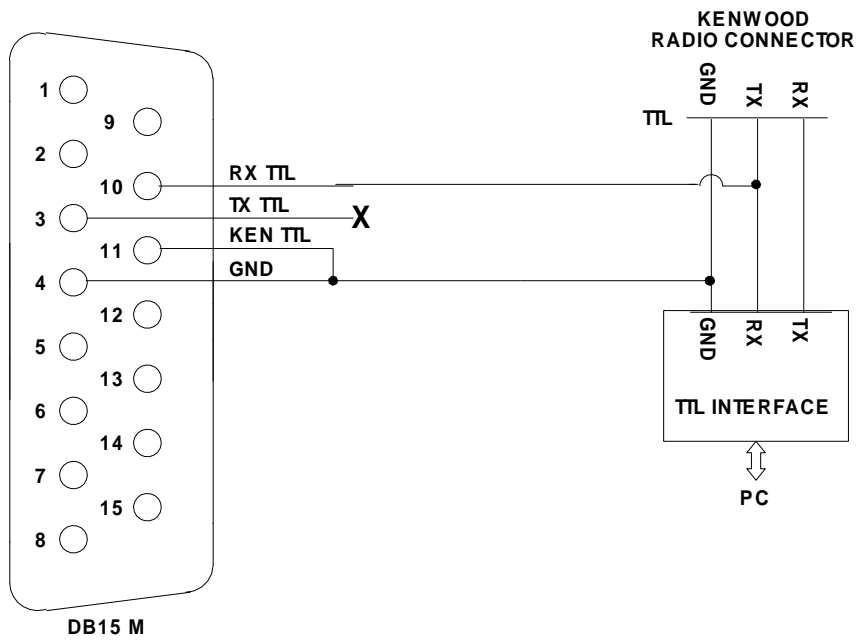 KENWOOD
RADIO CONNECTOR
GND TX RX
TTL
1
9
2
10 RX TTL
3 TX TTL X
11 KEN TTL
4 GND
12
5
13
6
14
7
15
8
DB15 M
GND RX TX
TTL INTERFACE
PC